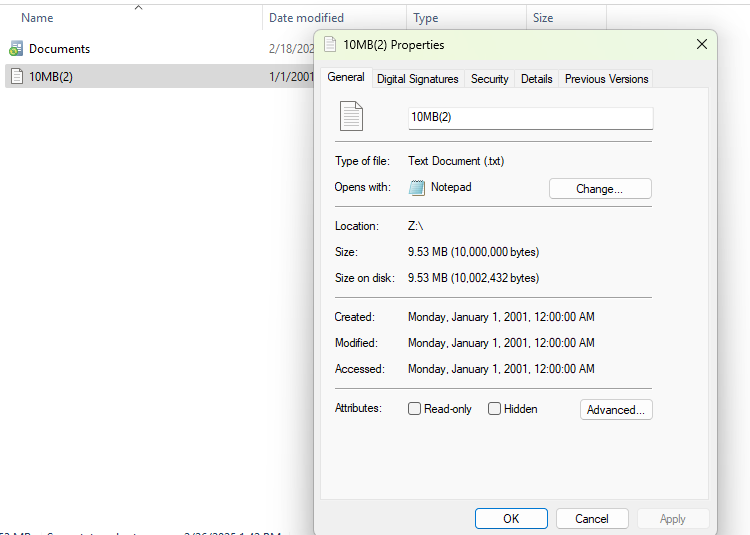 Name Date modified Type Size
Documents 2/18/202
10MB(2) 1/1/2001
10MB(2) Properties
General Digital Signatures Security Details Previous Versions
10MB(2)
Type of file: Text Document (.txt)
Opens with: Notepad Change...
Location: Z:\
Size: 9.53 MB (10,000,000 bytes)
Size on disk: 9.53 MB (10,002,432 bytes)
Created: Monday, January 1, 2001, 12:00:00 AM
Modified: Monday, January 1, 2001, 12:00:00 AM
Accessed: Monday, January 1, 2001, 12:00:00 AM
Attributes: Read-only Hidden Advanced...
OK Cancel Apply